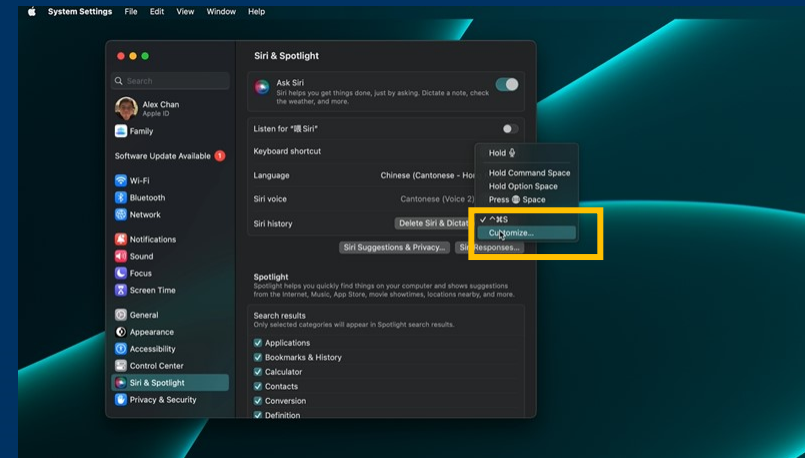 System Settings File Edit View Window Help
Siri & Spotlight
Search
Ask Siri
Siri helps you get things done, just by asking. Dictate a note, check
the weather, and more.
Alex Chan
Apple ID
Family
Listen for "喂 Siri"
Keyboard shortcut
Hold
Software Update Available 1
Language
Chinese (Cantonese - Hon
Hold Command Space
Hold Option Space
Press Space
Siri voice
Cantonese (Voice 2)
Siri history
Delete Siri & Dictat
✓ ^⌘S
Customize...
Siri Suggestions & Privacy...
Siri Responses...
Wi-Fi
Bluetooth
Network
Notifications
Sound
Focus
Screen Time
General
Appearance
Accessibility
Control Center
Siri & Spotlight
Privacy & Security
Spotlight
Spotlight helps you quickly find things on your computer and shows suggestions
from the internet, Music, App Store, movie showtimes, locations nearby, and more.
Search results
Only selected categories will appear in Spotlight search results.
Applications
Bookmarks & History
Calculator
Contacts
Conversion
Definition